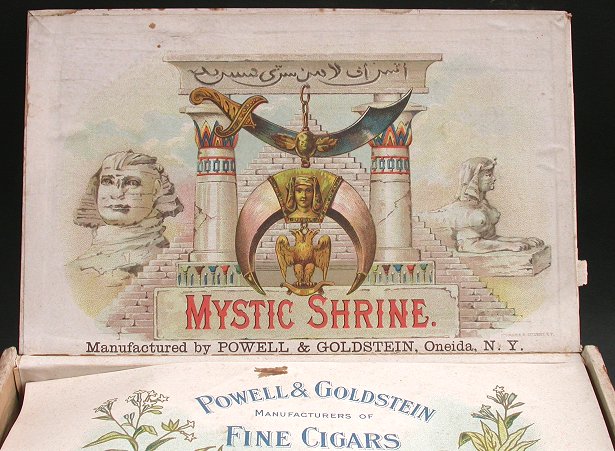 MYSTIC SHRINE.
Manufactured by POWELL & GOLDSTEIN, Oneida, N. Y.
POWELL & GOLDSTEIN
MANUFACTURERS OF
FINE CIGARS